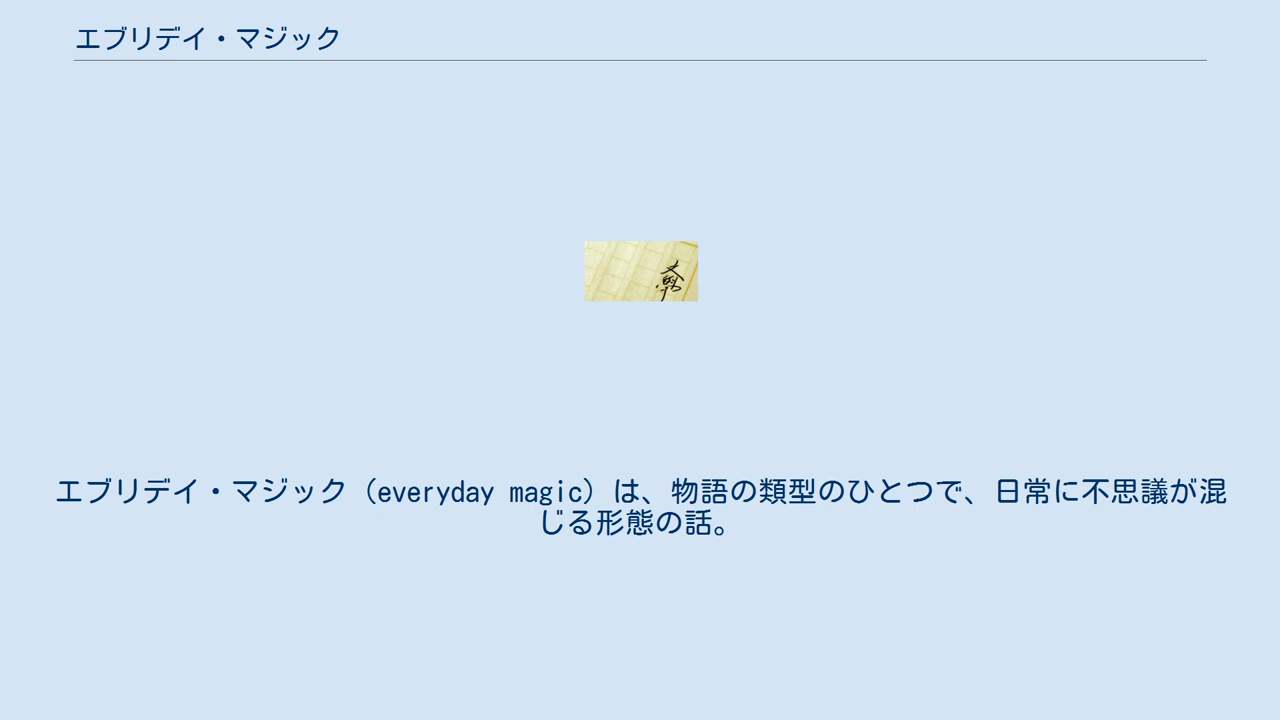 エブリデイ・マジック
エブリデイ・マジック（everyday magic）は、物語の類型のひとつで、日常に不思議が混
じる形態の話。